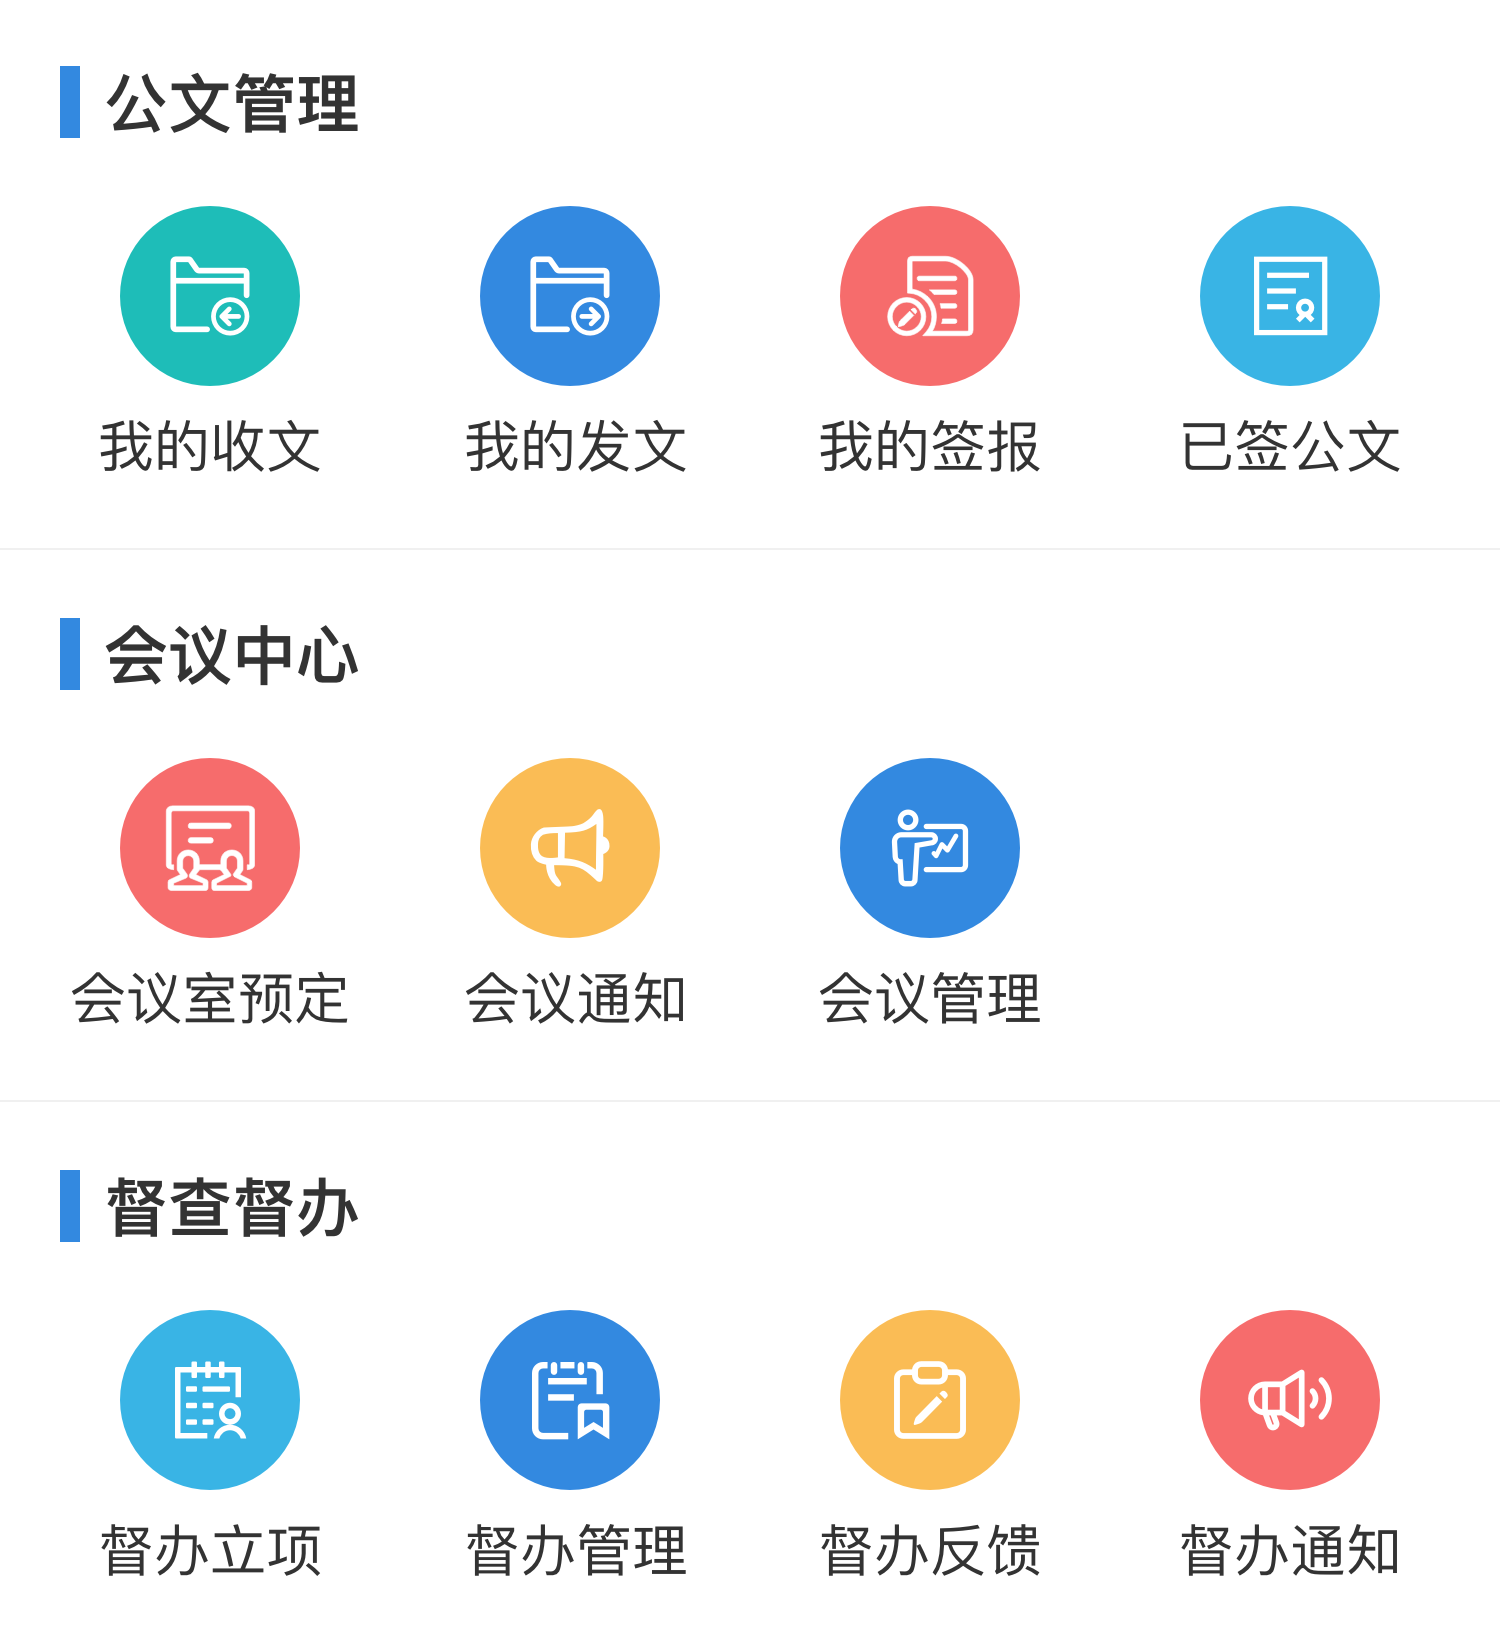 公文管理
我的收文 我的发文 我的签报 已签公文
会议中心
会议室预定 会议通知 会议管理
督查督办
督办立项 督办管理 督办反馈 督办通知